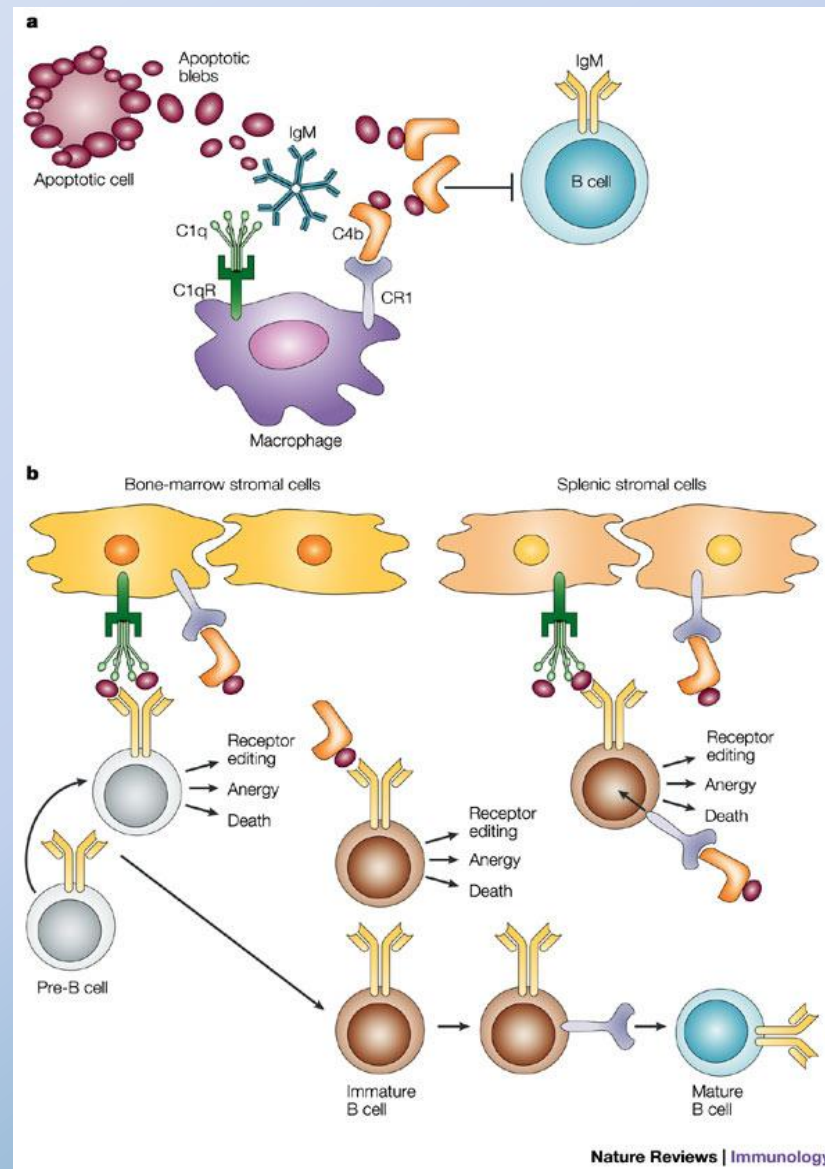 a
Apoptotic
blebs
IgM
IgM
Apoptotic cell
B cell
C1q
C4b
C1qR
CR1
Macrophage
b
Bone-marrow stromal cells
Splenic stromal cells
Receptor
editing
Anergy
Death
Receptor
editing
Anergy
Death
Receptor
editing
Anergy
Death
Pre-B cell
Immature
B cell
Mature
B cell
Nature Reviews | Immunology